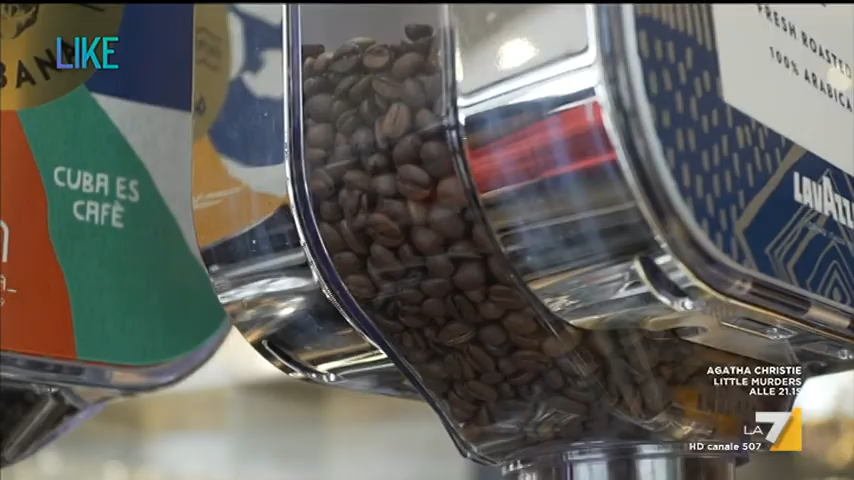 LIKE
CUBA ES
CAFÈ
FRESH ROASTED
100% ARABICA
LAVAZZ
AGATHA CHRISTIE
LITTLE MURDERS
ALLE 21.15
LA7
HD canale 507